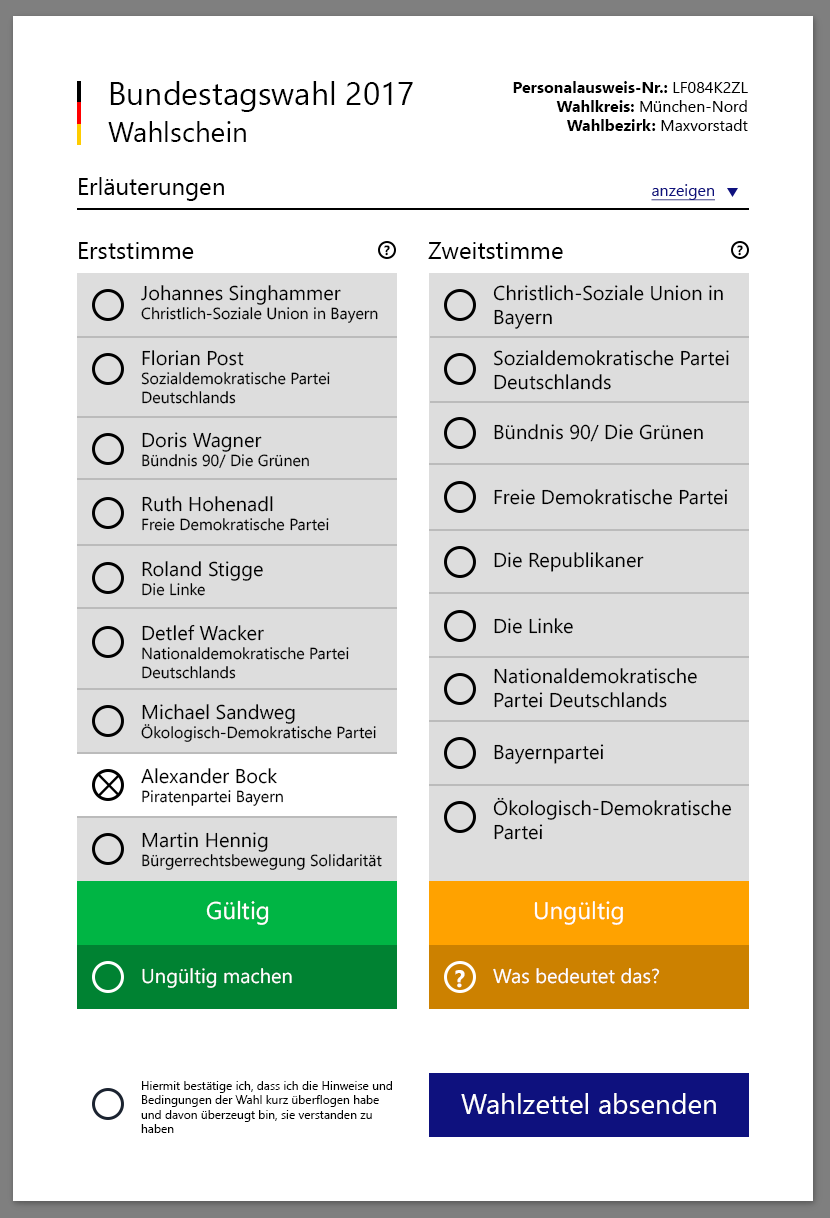 Bundestagswahl 2017
Wahlschein
Personalausweis-Nr.: LF084K2ZL
Wahlkreis: München-Nord
Wahlbezirk: Maxvorstadt
Erläuterungen
anzeigen ▼
Erststimme ?
Johannes Singhammer
Christlich-Soziale Union in Bayern
Florian Post
Sozialdemokratische Partei
Deutschlands
Doris Wagner
Bündnis 90/ Die Grünen
Ruth Hohenadl
Freie Demokratische Partei
Roland Stigge
Die Linke
Detlef Wacker
Nationaldemokratische Partei
Deutschlands
Michael Sandweg
Ökologisch-Demokratische Partei
Alexander Bock
Piratenpartei Bayern
Martin Hennig
Bürgerrechtsbewegung Solidarität
Gültig
Ungültig machen
Zweitstimme ?
Christlich-Soziale Union in
Bayern
Sozialdemokratische Partei
Deutschlands
Bündnis 90/ Die Grünen
Freie Demokratische Partei
Die Republikaner
Die Linke
Nationaldemokratische
Partei Deutschlands
Bayernpartei
Ökologisch-Demokratische
Partei
Ungültig
? Was bedeutet das?
Hiermit bestätige ich, dass ich die Hinweise und
Bedingungen der Wahl kurz überflogen habe
und davon überzeugt bin, sie verstanden zu
haben
Wahlzettel absenden